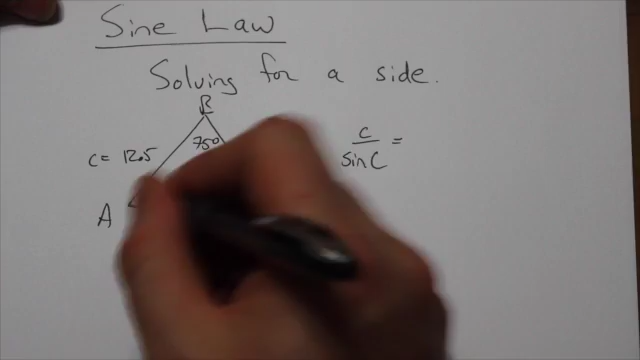 Sine Law
Solving for a side.
B
75°
c = 12.5
A
c
sin C
=